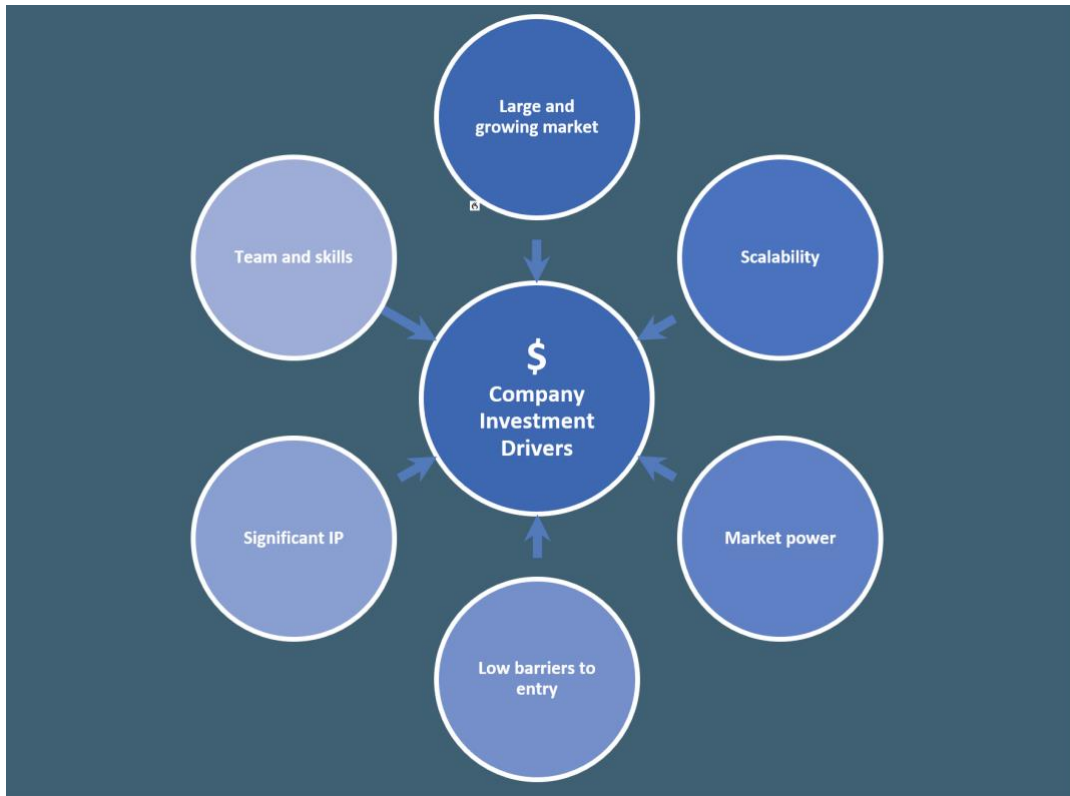 Large and
growing market
Team and skills
Scalability
$
Company
Investment
Drivers
Significant IP
Market power
Low barriers to
entry